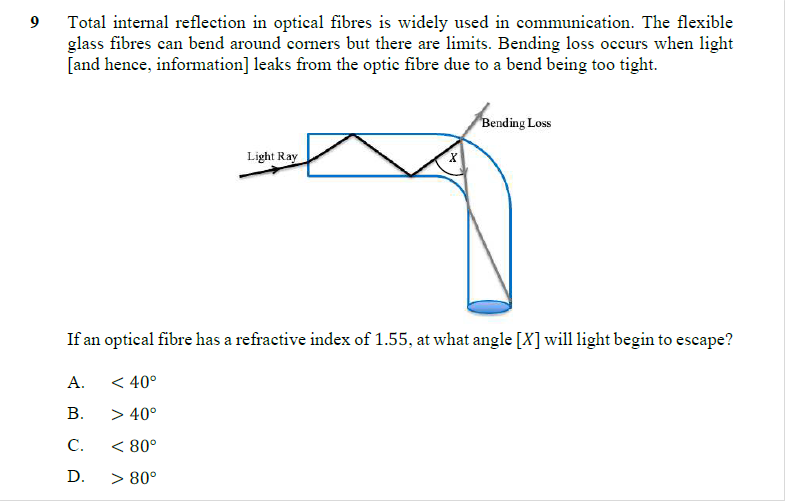 9 Total internal reflection in optical fibres is widely used in communication. The flexible
glass fibres can bend around corners but there are limits. Bending loss occurs when light
[and hence, information] leaks from the optic fibre due to a bend being too tight.
Bending Loss
Light Ray
X
If an optical fibre has a refractive index of 1.55, at what angle [X] will light begin to escape?
A. < 40°
B. > 40°
C. < 80°
D. > 80°